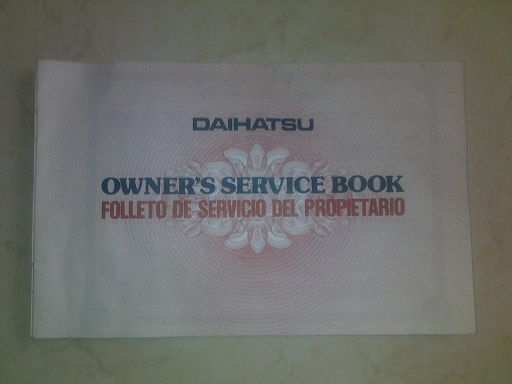 DAIHATSU
OWNER'S SERVICE BOOK
FOLLETO DE SERVICIO DEL PROPIETARIO